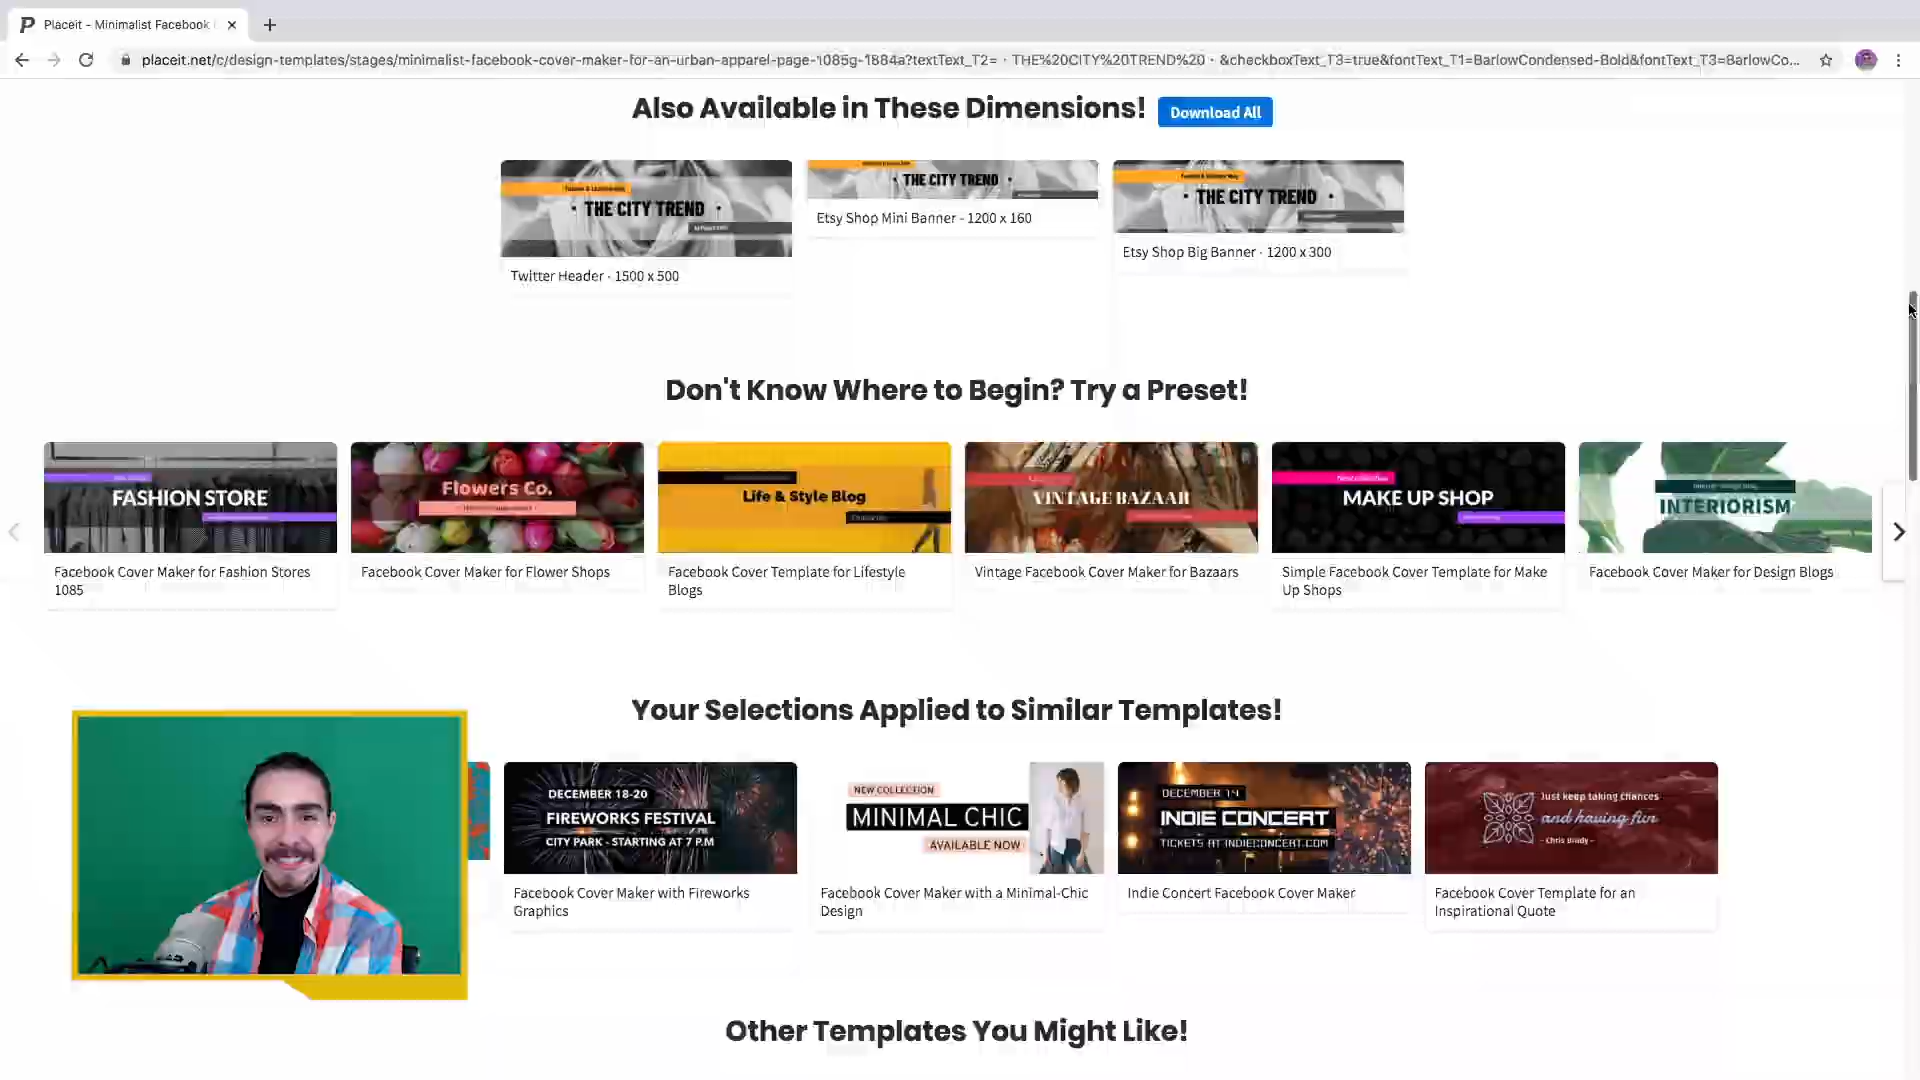 Placeit - Minimalist Facebook
placeit.net/c/design-templates/stages/minimalist-facebook-cover-maker-for-an-urban-apparel-page-1085g-1884a?textText_T2= · THE%20CITY%20TREND%20 · &checkboxText_T3=true&fontText_T1=BarlowCondensed-Bold&fontText_T3=BarlowCo...
Also Available in These Dimensions!
Download All
· THE CITY TREND ·
Twitter Header - 1500 x 500
· THE CITY TREND ·
Etsy Shop Mini Banner - 1200 x 160
· THE CITY TREND ·
Etsy Shop Big Banner - 1200 x 300
Don't Know Where to Begin? Try a Preset!
FASHION STORE
Facebook Cover Maker for Fashion Stores
1085
Flowers Co.
Facebook Cover Maker for Flower Shops
Life & Style Blog
Facebook Cover Template for Lifestyle
Blogs
VINTAGE BAZAAR
Vintage Facebook Cover Maker for Bazaars
MAKE UP SHOP
Simple Facebook Cover Template for Make
Up Shops
INTERIORISM
Facebook Cover Maker for Design Blogs
Your Selections Applied to Similar Templates!
DECEMBER 18-20
FIREWORKS FESTIVAL
CITY PARK - STARTING AT 7 P.M
Facebook Cover Maker with Fireworks
Graphics
NEW COLLECTION
MINIMAL CHIC
AVAILABLE NOW
Facebook Cover Maker with a Minimal-Chic
Design
DECEMBER 14
INDIE CONCERT
TICKETS AT INDIECONCERT.COM
Indie Concert Facebook Cover Maker
Just keep taking chances
and having fun
- Chris Brady -
Facebook Cover Template for an
Inspirational Quote
Other Templates You Might Like!